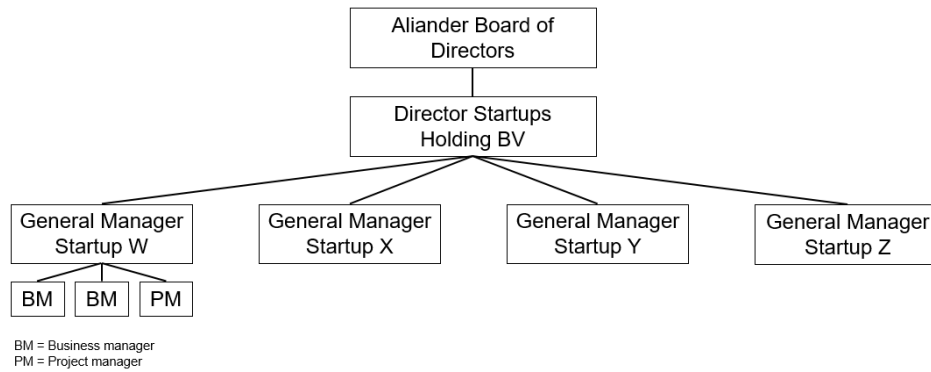 Aliander Board of
Directors
Director Startups
Holding BV
General Manager
Startup W
General Manager
Startup X
General Manager
Startup Y
General Manager
Startup Z
BM
BM
PM
BM = Business manager
PM = Project manager